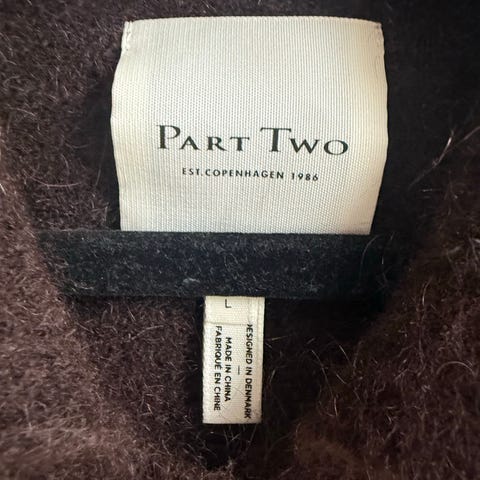 PART TWO
EST.COPENHAGEN 1986
L
DESIGNED IN DENMARK
MADE IN CHINA
FABRIQUÉ EN CHINE